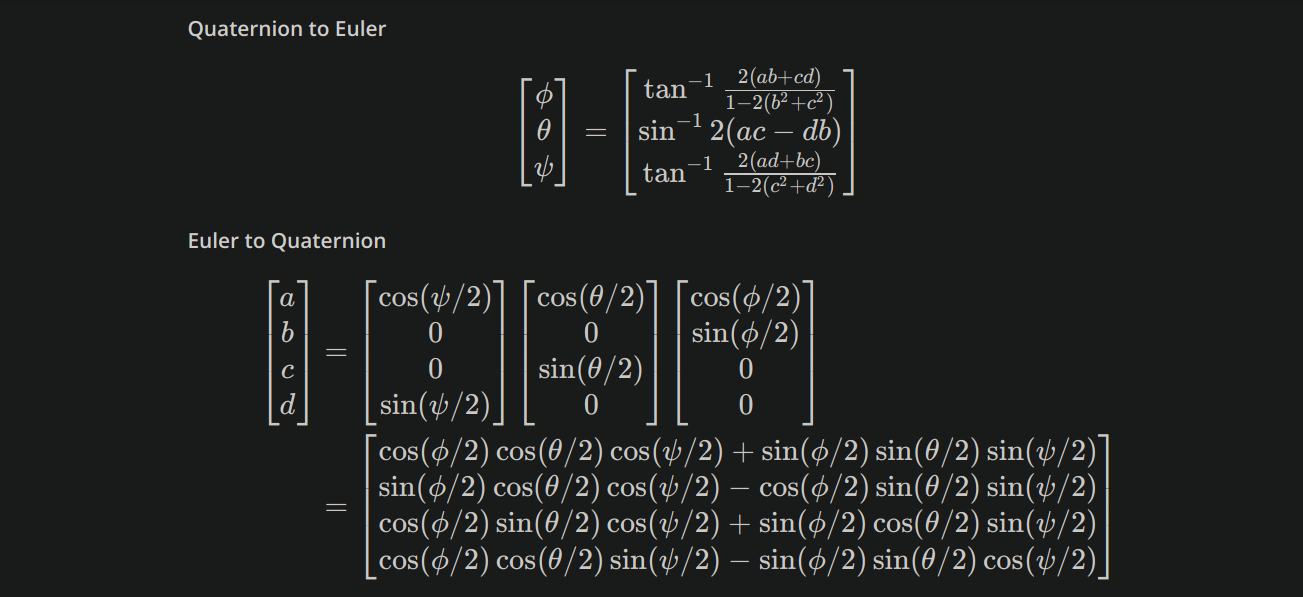 Quaternion to Euler
[ϕ θ ψ] = [tan⁻¹ 2(ab+cd)/(1−2(b²+c²)) sin⁻¹ 2(ac − db) tan⁻¹ 2(ad+bc)/(1−2(c²+d²))]
Euler to Quaternion
[a b c d] = [cos(ψ/2) 0 0 sin(ψ/2)] [cos(θ/2) 0 sin(θ/2) 0] [cos(ϕ/2) sin(ϕ/2) 0 0]
= [cos(ϕ/2) cos(θ/2) cos(ψ/2) + sin(ϕ/2) sin(θ/2) sin(ψ/2)
sin(ϕ/2) cos(θ/2) cos(ψ/2) − cos(ϕ/2) sin(θ/2) sin(ψ/2)
cos(ϕ/2) sin(θ/2) cos(ψ/2) + sin(ϕ/2) cos(θ/2) sin(ψ/2)
cos(ϕ/2) cos(θ/2) sin(ψ/2) − sin(ϕ/2) sin(θ/2) cos(ψ/2)]